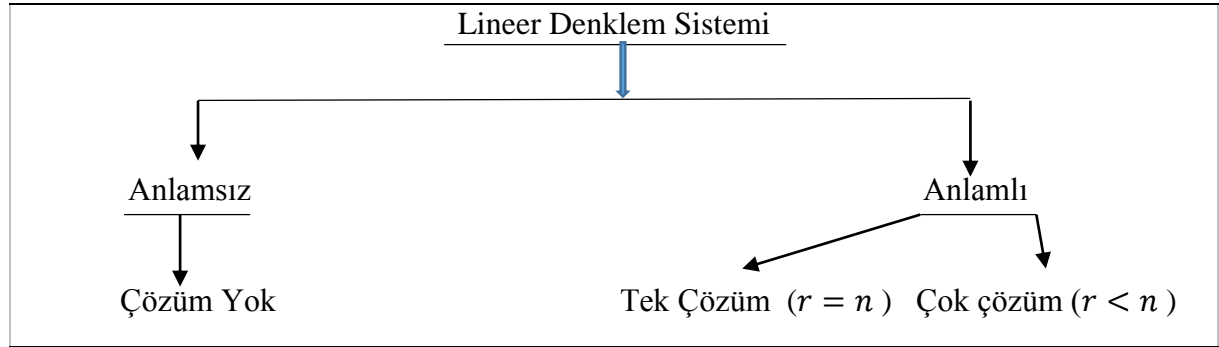 Lineer Denklem Sistemi
Anlamsız Anlamlı
Çözüm Yok Tek Çözüm (r = n ) Çok çözüm (r < n )